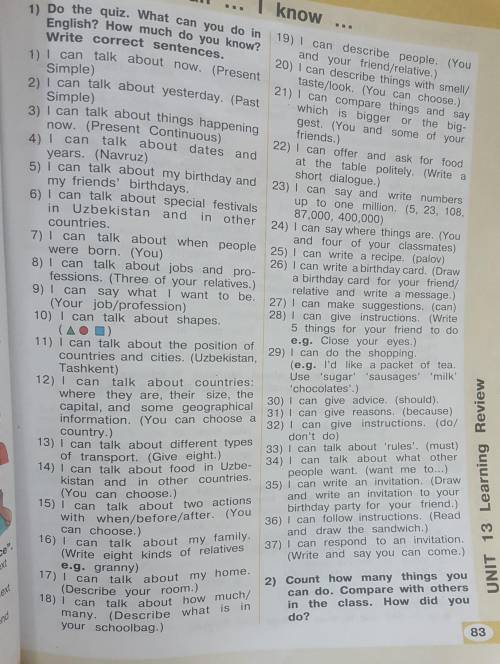 ... I know ...
1) Do the quiz. What can you do in
English? How much do you know?
Write correct sentences.
1) I can talk about now. (Present
Simple)
2) I can talk about yesterday. (Past
Simple)
3) I can talk about things happening
now. (Present Continuous)
4) I can talk about dates and
years. (Navruz)
5) I can talk about my birthday and
my friends' birthdays.
6) I can talk about special festivals
in Uzbekistan and in other
countries.
7) I can talk about when people
were born. (You)
8) I can talk about jobs and pro-
fessions. (Three of your relatives.)
9) I can say what I want to be.
(Your job/profession)
10) I can talk about shapes.
(▲●■)
11) I can talk about the position of
countries and cities. (Uzbekistan,
Tashkent)
12) I can talk about countries:
where they are, their size, the
capital, and some geographical
information. (You can choose a
country.)
13) I can talk about different types
of transport. (Give eight.)
14) I can talk about food in Uzbe-
kistan and in other countries.
(You can choose.)
15) I can talk about two actions
with when/before/after. (You
can choose.)
16) I can talk about my family.
(Write eight kinds of relatives
e.g. granny)
17) I can talk about my home.
(Describe your room.)
18) I can talk about how much/
many. (Describe what is in
your schoolbag.)
19) I can describe people. (You
and your friend/relative.)
20) I can describe things with smell/
taste/look. (You can choose.)
21) I can compare things and say
which is bigger or the big-
gest. (You and some of your
friends.)
22) I can offer and ask for food
at the table politely. (Write a
short dialogue.)
23) I can say and write numbers
up to one million. (5, 23, 108,
87,000, 400,000)
24) I can say where things are. (You
and four of your classmates)
25) I can write a recipe. (palov)
26) I can write a birthday card. (Draw
a birthday card for your friend/
relative and write a message.)
27) I can make suggestions. (can)
28) I can give instructions. (Write
5 things for your friend to do
e.g. Close your eyes.)
29) I can do the shopping.
(e.g. I'd like a packet of tea.
Use 'sugar' 'sausages' 'milk'
'chocolates'.)
30) I can give advice. (should).
31) I can give reasons. (because)
32) I can give instructions. (do/
don't do)
33) I can talk about 'rules'. (must)
34) I can talk about what other
people want. (want me to...)
35) I can write an invitation. (Draw
and write an invitation to your
birthday party for your friend.)
36) I can follow instructions. (Read
and draw the sandwich.)
37) I can respond to an invitation.
(Write and say you can come.)
2) Count how many things you
can do. Compare with others
in the class. How did you
do?
UNIT 13 Learning Review
83